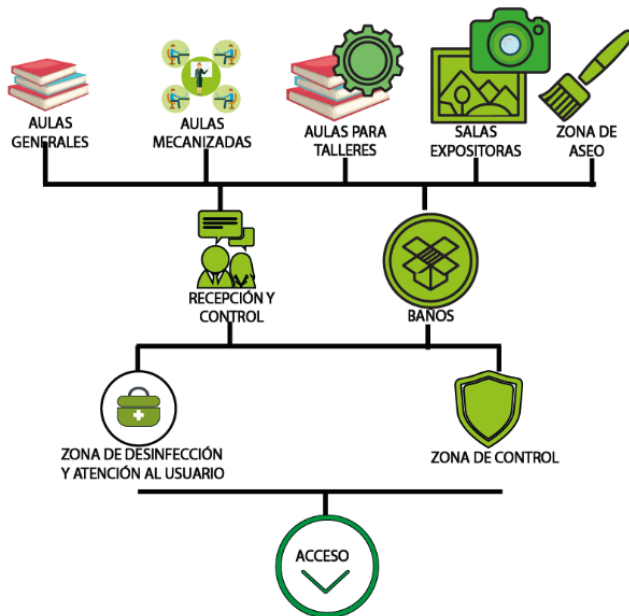 AULAS
GENERALES
AULAS
MECANIZADAS
AULAS PARA
TALLERES
SALAS
EXPOSITORAS
ZONA DE
ASEO
RECEPCIÓN Y
CONTROL
BAÑOS
ZONA DE DESINFECCIÓN
Y ATENCIÓN AL USUARIO
ZONA DE CONTROL
ACCESO